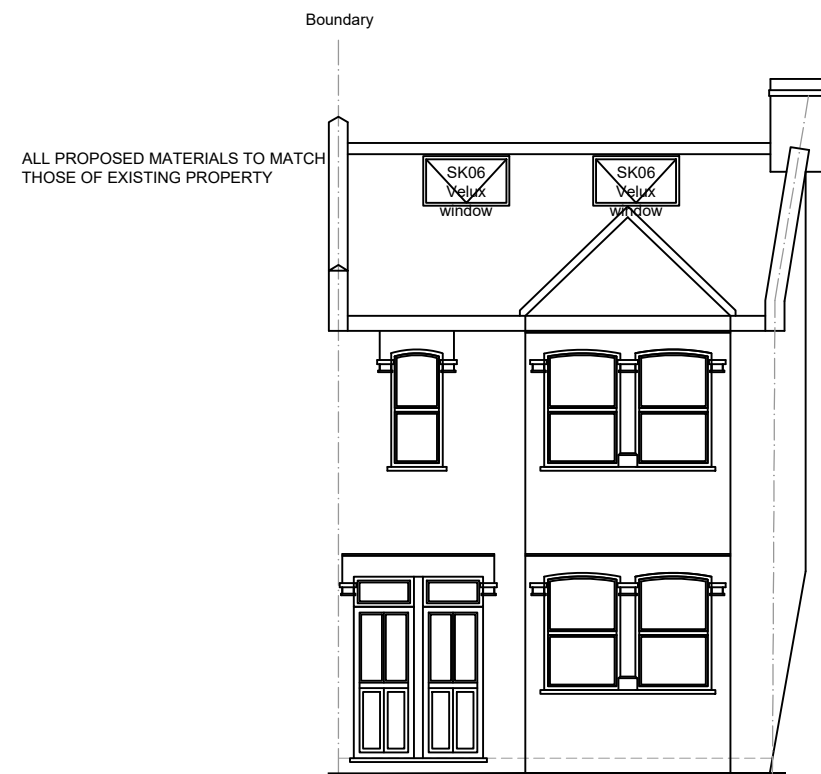 Boundary
ALL PROPOSED MATERIALS TO MATCH
THOSE OF EXISTING PROPERTY
SK06
Velux
window
SK06
Velux
window